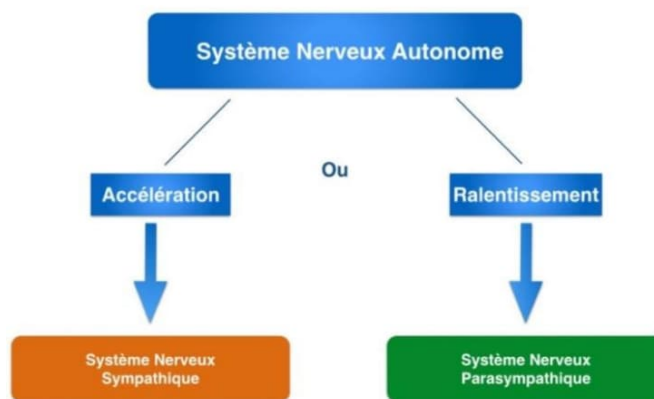 Système Nerveux Autonome
Ou
Accélération
Ralentissement
Système Nerveux
Sympathique
Système Nerveux
Parasympathique